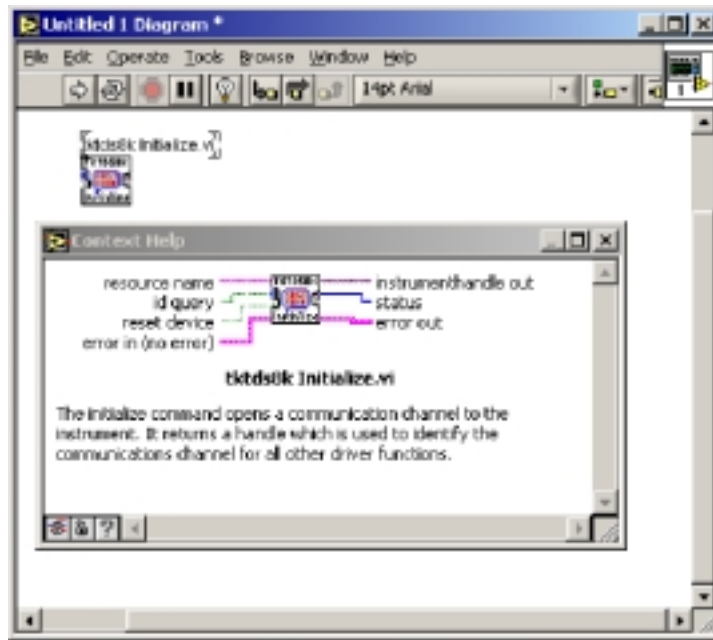 Untitled 1 Diagram *
File Edit Operate Tools Browse Window Help
14pt Arial
1
tktds8k Initialize.vi
Context Help
resource name
id query
reset device
error in (no error)
instrumenthandle out
status
error out
tktds8k Initialize.vi
The initialize command opens a communication channel to the
instrument. It returns a handle which is used to identify the
communications channel for all other driver functions.
?